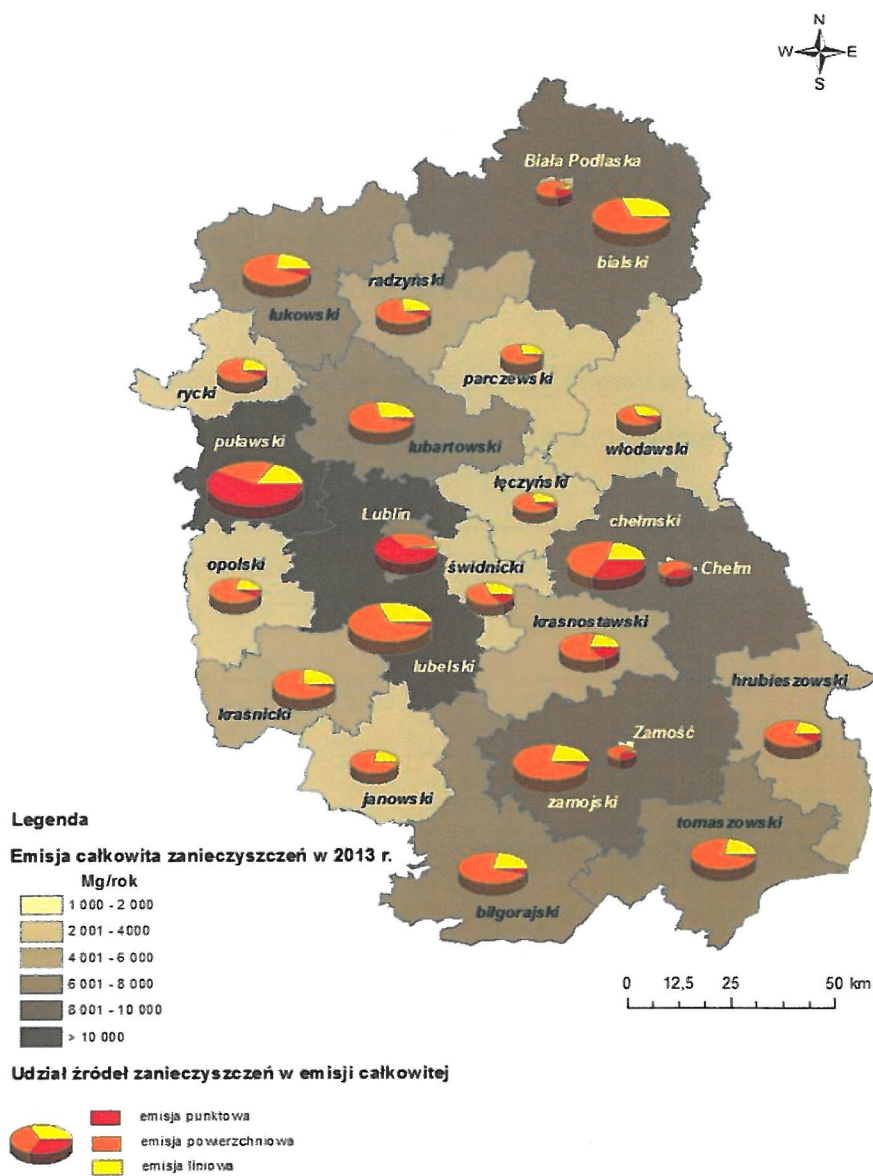 N
W E
S
Biała Podlaska
bialski
radzyński
łukowski
parczewski
rycki
puławski
lubartowski
włodawski
łęczyński
Lublin
chełmski
Chełm
opolski
świdnicki
krasnostawski
lubelski
hrubieszowski
kraśnicki
Zamość
janowski
zamojski
tomaszowski
biłgorajski
Legenda
Emisja całkowita zanieczyszczeń w 2013 r.
Mg/rok
1 000 - 2 000
2 001 - 4000
4 001 - 6 000
6 001 - 8 000
8 001 - 10 000
> 10 000
0 12,5 25 50 km
Udział źródeł zanieczyszczeń w emisji całkowitej
emisja punktowa
emisja powierzchniowa
emisja liniowa